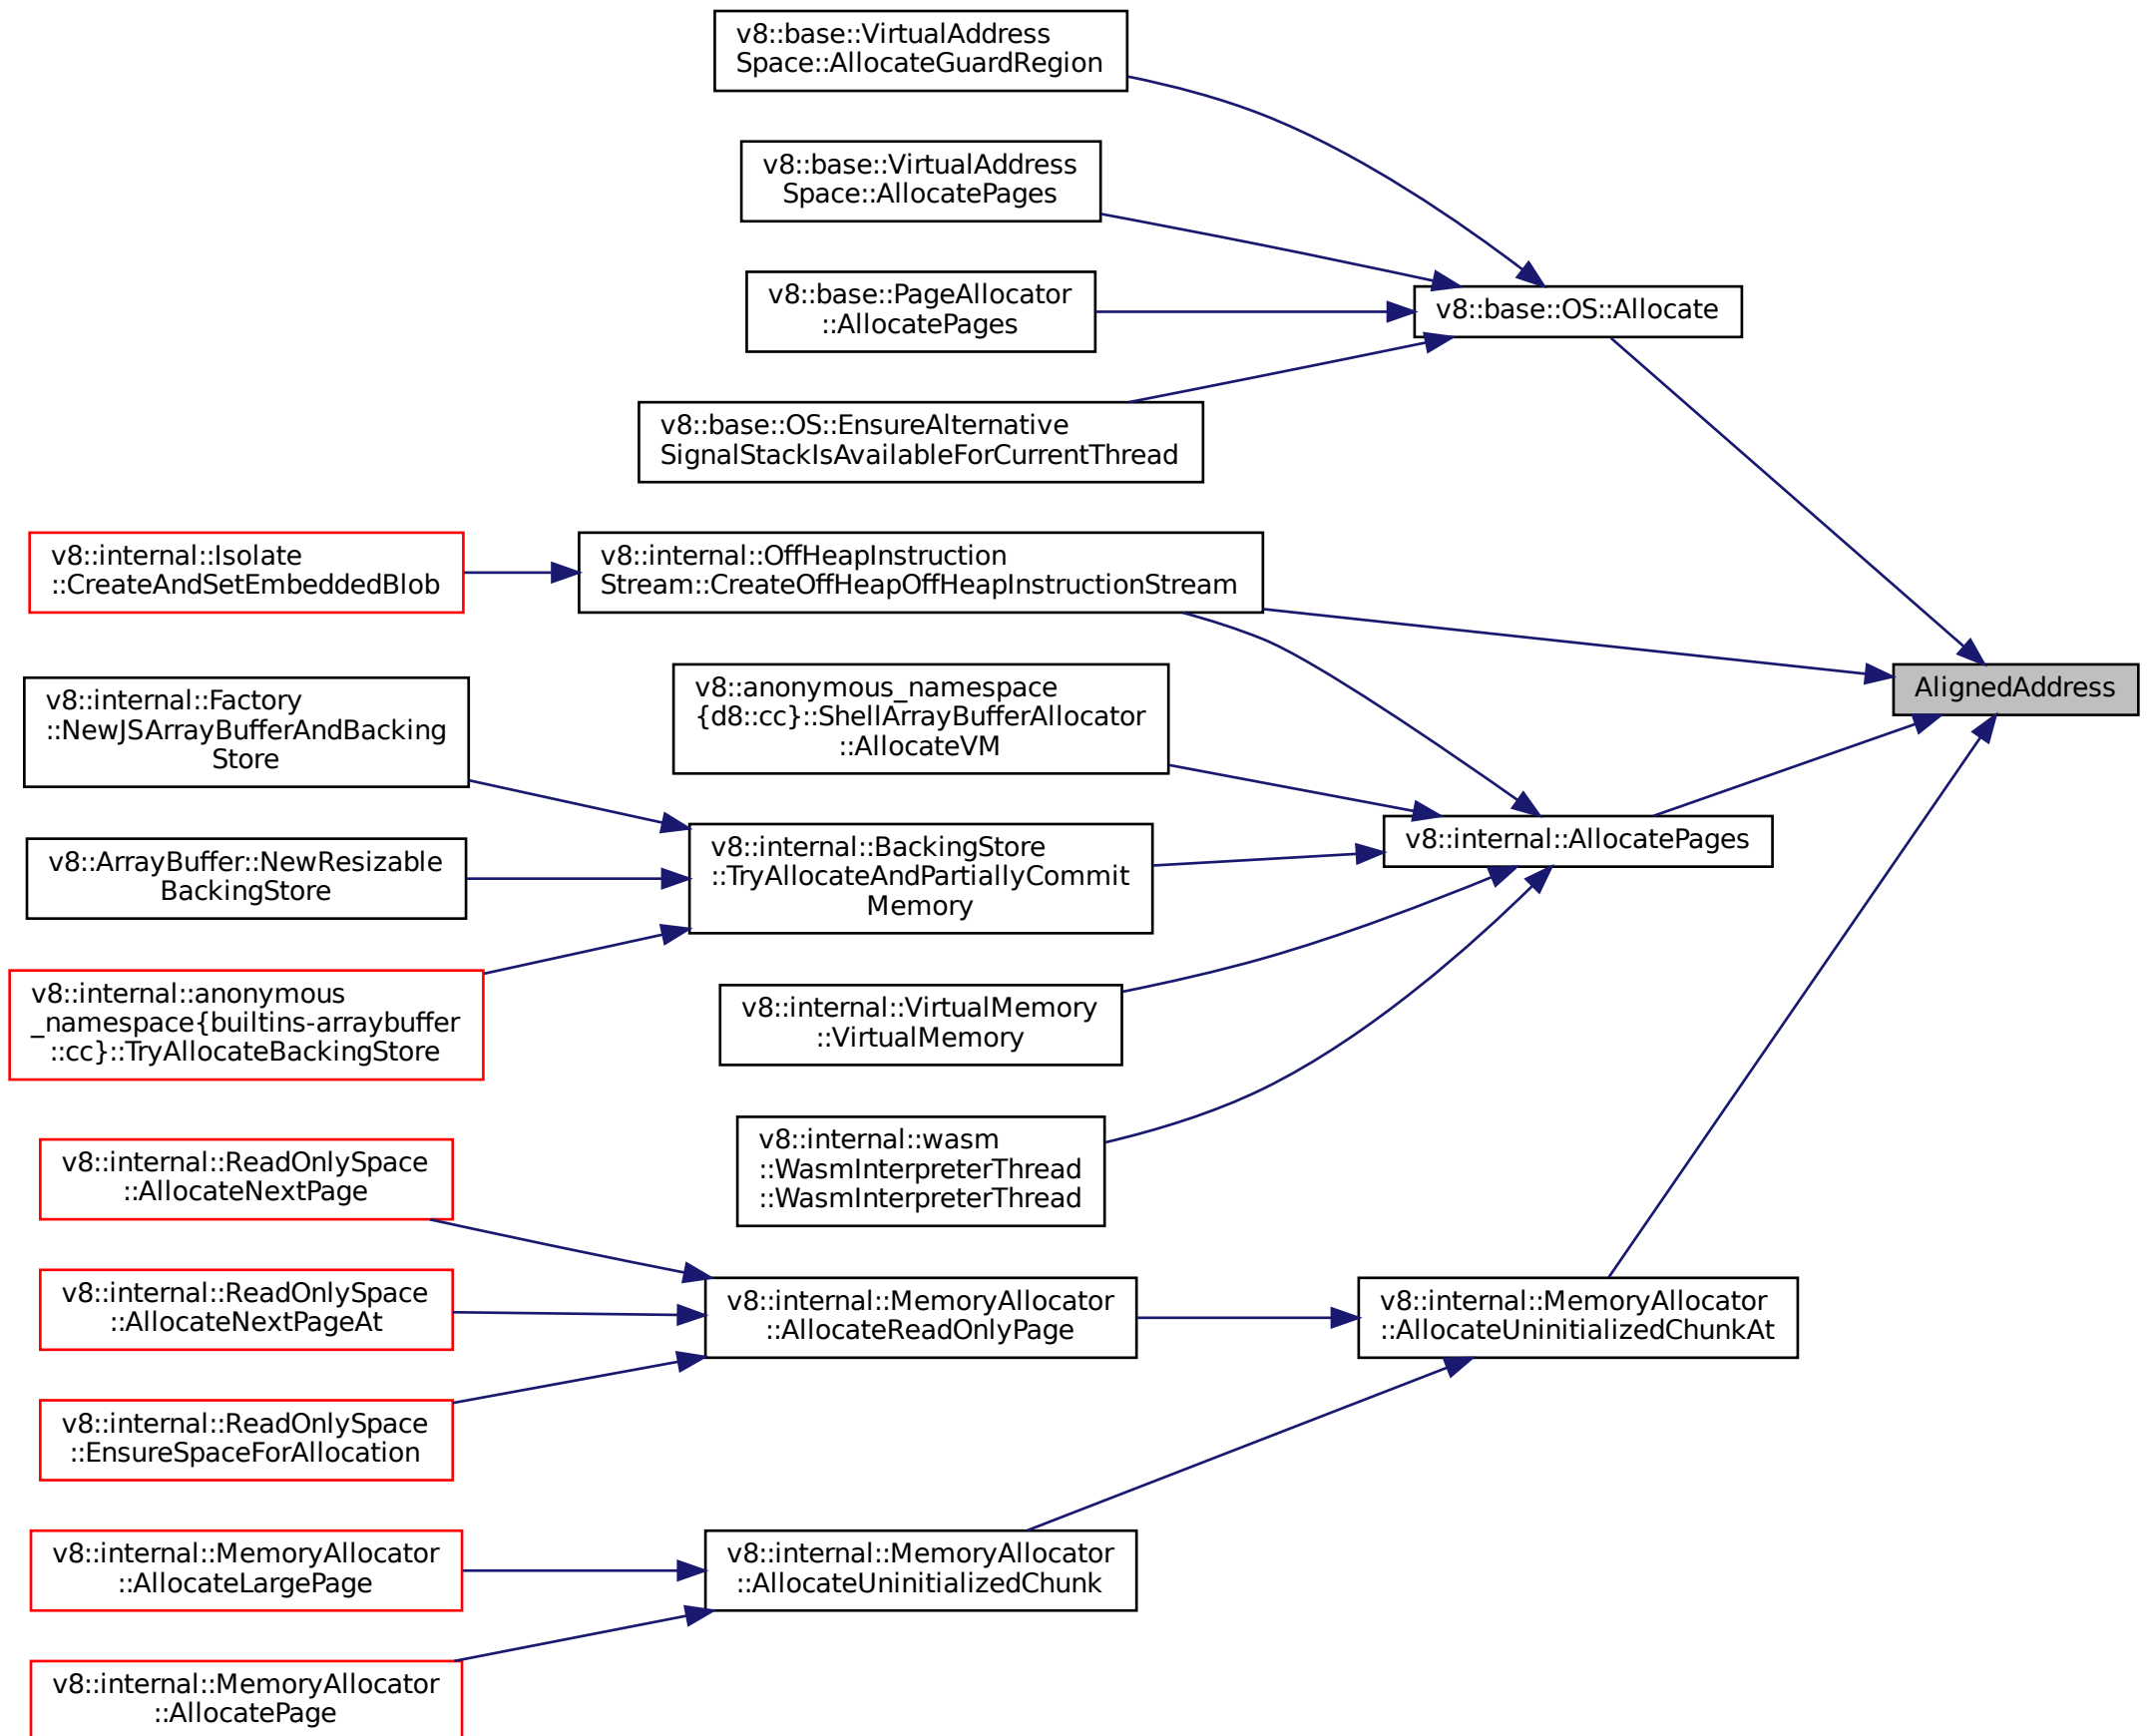 v8::base::VirtualAddress
Space::AllocateGuardRegion
v8::base::VirtualAddress
Space::AllocatePages
v8::base::PageAllocator
::AllocatePages
v8::base::OS::Allocate
v8::base::OS::EnsureAlternative
SignalStackIsAvailableForCurrentThread
v8::internal::Isolate
::CreateAndSetEmbeddedBlob
v8::internal::OffHeapInstruction
Stream::CreateOffHeapOffHeapInstructionStream
v8::internal::Factory
::NewJSArrayBufferAndBacking
Store
v8::anonymous_namespace
{d8::cc}::ShellArrayBufferAllocator
::AllocateVM
AlignedAddress
v8::ArrayBuffer::NewResizable
BackingStore
v8::internal::BackingStore
::TryAllocateAndPartiallyCommit
Memory
v8::internal::AllocatePages
v8::internal::anonymous
_namespace{builtins-arraybuffer
::cc}::TryAllocateBackingStore
v8::internal::VirtualMemory
::VirtualMemory
v8::internal::wasm
::WasmInterpreterThread
::WasmInterpreterThread
v8::internal::ReadOnlySpace
::AllocateNextPage
v8::internal::ReadOnlySpace
::AllocateNextPageAt
v8::internal::MemoryAllocator
::AllocateReadOnlyPage
v8::internal::MemoryAllocator
::AllocateUninitializedChunkAt
v8::internal::ReadOnlySpace
::EnsureSpaceForAllocation
v8::internal::MemoryAllocator
::AllocateLargePage
v8::internal::MemoryAllocator
::AllocateUninitializedChunk
v8::internal::MemoryAllocator
::AllocatePage